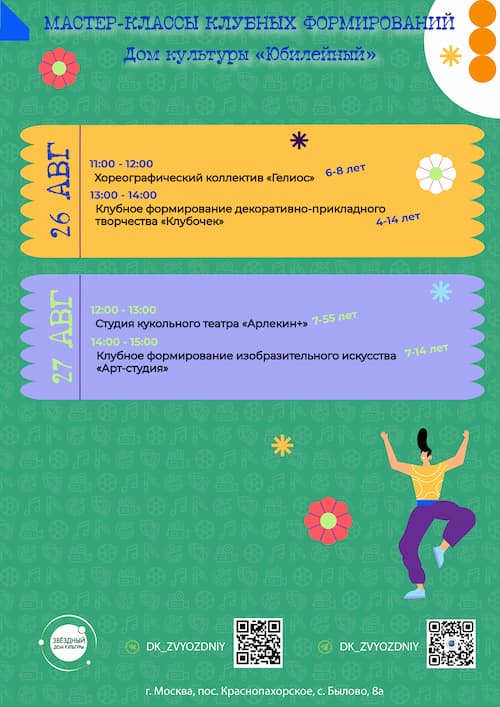 МАСТЕР-КЛАССЫ КЛУБНЫХ ФОРМИРОВАНИЙ
Дом культуры «Юбилейный»
26 АВГ
11:00 - 12:00
Хореографический коллектив «Гелиос» 6-8 лет
13:00 - 14:00
Клубное формирование декоративно-прикладного
творчества «Клубочек» 4-14 лет
27 АВГ
12:00 - 13:00
Студия кукольного театра «Арлекин+» 7-55 лет
14:00 - 15:00
Клубное формирование изобразительного искусства 7-14 лет
«Арт-студия»
ЗВЁЗДНЫЙ
ДОМ КУЛЬТУРЫ
DK_ZVYOZDNIY
DK_ZVYOZDNIY
г. Москва, пос. Краснопахорское, с. Былово, 8а